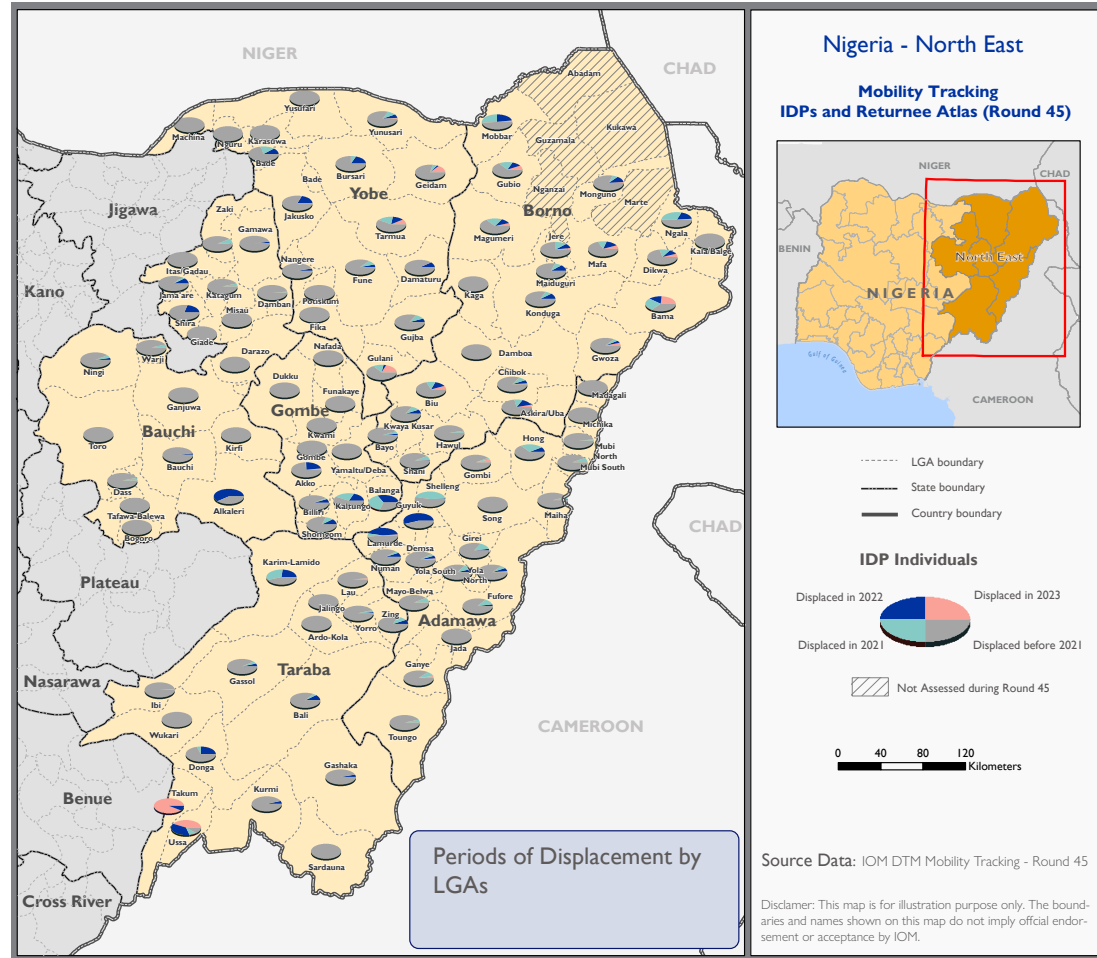 NIGER
CHAD
Abadam
Yusufari
Machina
Nguru
Karasuwa
Yunusari
Mobbar
Kukawa
Guzamala
Bade
Bade
Bursari
Geidam
Gubio
Nganzai
Monguno
Marte
Yobe
Borno
Jigawa
Zaki
Jakusko
Gamawa
Tarmua
Magumeri
Jere
Ngala
Kala/Balge
Nangere
Mafa
Dikwa
Itas/Gadau
Fune
Damaturu
Maiduguri
Kano
Jama are
Katagum
Damban
Potiskum
Kaga
Konduga
Bama
Shira
Misau
Fika
Giade
Gujba
Nafada
Damboa
Gwoza
Warji
Darazo
Ningi
Gulani
Dukku
Chibok
Funakaye
Biu
Madagali
Ganjuwa
Gombe
Askira/Uba
Kwaya Kusar
Michika
Bauchi
Kwami
Toro
Kirfi
Bayo
Hawul
Hong
Mubi
North
Mubi South
Gombe
Yamaltu/Deba
Bauchi
Shani
Gombi
Akko
Dass
Shelleng
Balanga
Alkaleri
Billiri
Kaltungo
Guyuk
Song
Maiha
Tafawa-Balewa
Bogoro
Shomgom
Lamurde
Demsa
Girei
Numan
Yola South
Yola
North
Plateau
Karim-Lamido
Lau
Mayo-Belwa
Fufore
Jalingo
Zing
Yorro
Ardo-Kola
Adamawa
Jada
Taraba
Ganye
Gassol
Nasarawa
Ibi
Bali
Wukari
Toungo
CAMEROON
CHAD
Donga
Gashaka
Takum
Kurmi
Benue
Ussa
Sardauna
Cross River
Periods of Displacement by
LGAs
Nigeria - North East
Mobility Tracking
IDPs and Returnee Atlas (Round 45)
NIGER
CHAD
BENIN
North East
NIGERIA
Gulf of Guinea
CAMEROON
LGA boundary
State boundary
Country boundary
IDP Individuals
Displaced in 2022
Displaced in 2023
Displaced in 2021
Displaced before 2021
Not Assessed during Round 45
0 40 80 120
Kilometers
Source Data: IOM DTM Mobility Tracking - Round 45
Disclamer: This map is for illustration purpose only. The bound-
aries and names shown on this map do not imply offcial endor-
sement or acceptance by IOM.